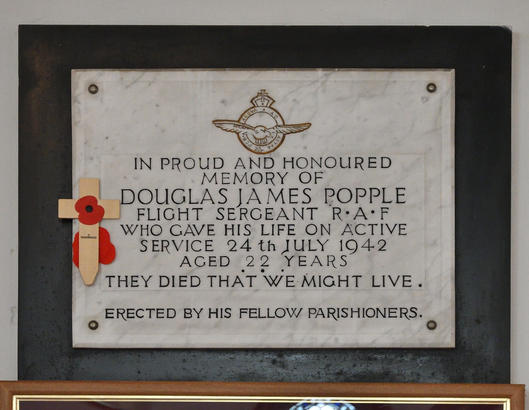 IN PROUD AND HONOURED
MEMORY OF
DOUGLAS JAMES POPPLE
FLIGHT SERGEANT R·A·F
WHO GAVE HIS LIFE ON ACTIVE
SERVICE 24th JULY 1942
AGED 22 YEARS
THEY DIED THAT WE MIGHT LIVE.
ERECTED BY HIS FELLOW PARISHIONERS.